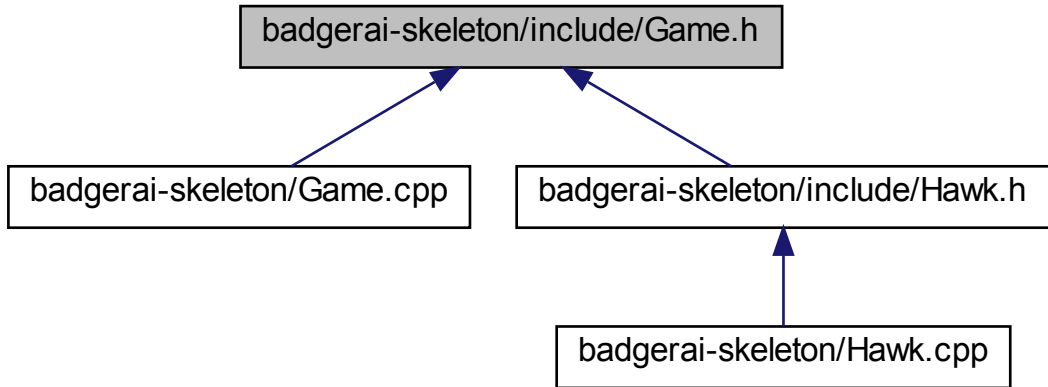 badgerai-skeleton/include/Game.h
badgerai-skeleton/Game.cpp
badgerai-skeleton/include/Hawk.h
badgerai-skeleton/Hawk.cpp